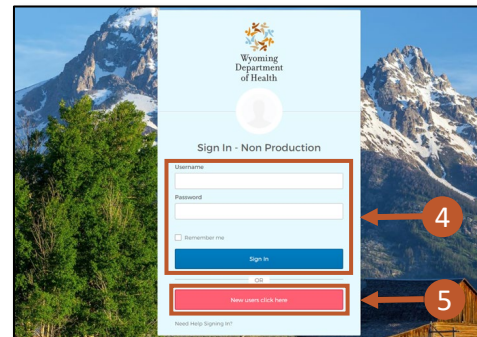 Wyoming
Department
of Health
Sign In - Non Production
Username
Password
4
Remember me
Sign In
OR
New users click here
5
Need Help Signing In?